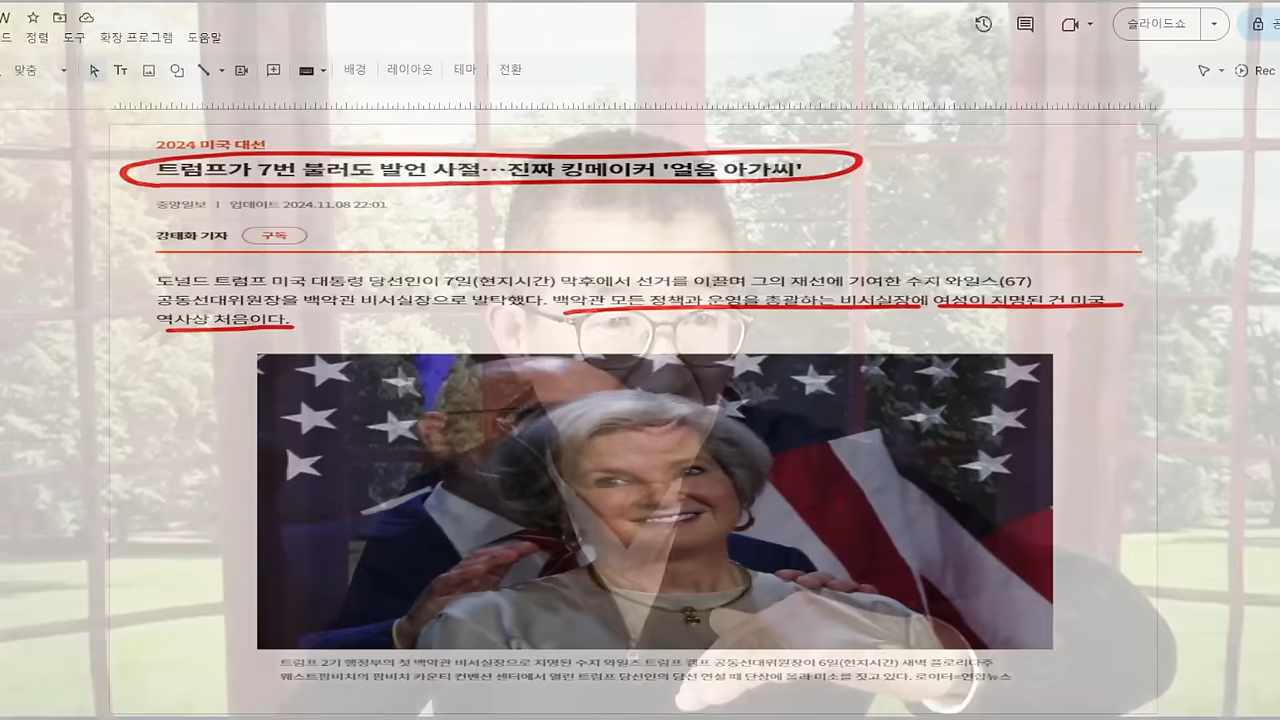 드 정렬 도구 확장 프로그램 도움말
슬라이드쇼
맞춤 Tт 배경 레이아웃 테마 전환 Rec
2024 미국 대선
트럼프가 7번 불러도 발언 사절…진짜 킹메이커 '얼음 아가씨'
중앙일보 | 업데이트 2024.11.08 22:01
강태화 기자 구독
도널드 트럼프 미국 대통령 당선인이 7일(현지시간) 막후에서 선거를 이끌며 그의 재선에 기여한 수지 와일스(67)
공동선대위원장을 백악관 비서실장으로 발탁했다. 백악관 모든 정책과 운영을 총괄하는 비서실장에 여성이 지명된 건 미국
역사상 처음이다.
트럼프 2기 행정부의 첫 백악관 비서실장으로 지명된 수지 와일스 트럼프 캠프 공동선대위원장이 6일(현지시간) 새벽 플로리다주
웨스트팜비치의 팜비치 카운티 컨벤션 센터에서 열린 트럼프 당선인의 당선 연설 때 단상에 올라 미소를 짓고 있다. 로이터=연합뉴스